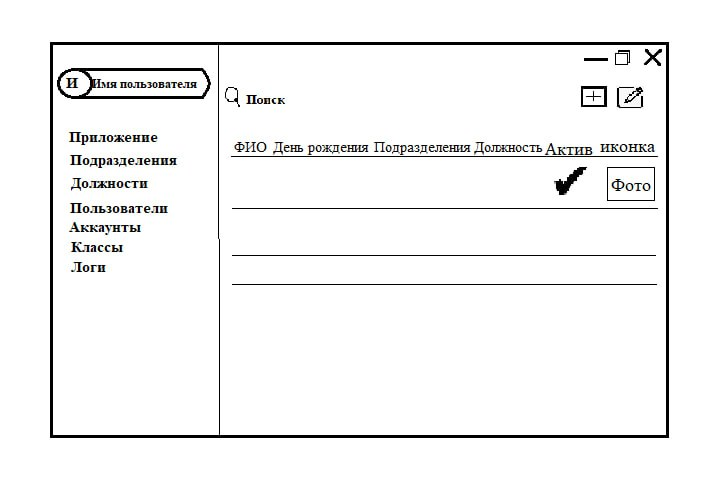 И Имя пользователя
Поиск
Приложение
Подразделения
Должности
Пользователи
Аккаунты
Классы
Логи
ФИО День рождения Подразделения Должность Актив иконка
Фото